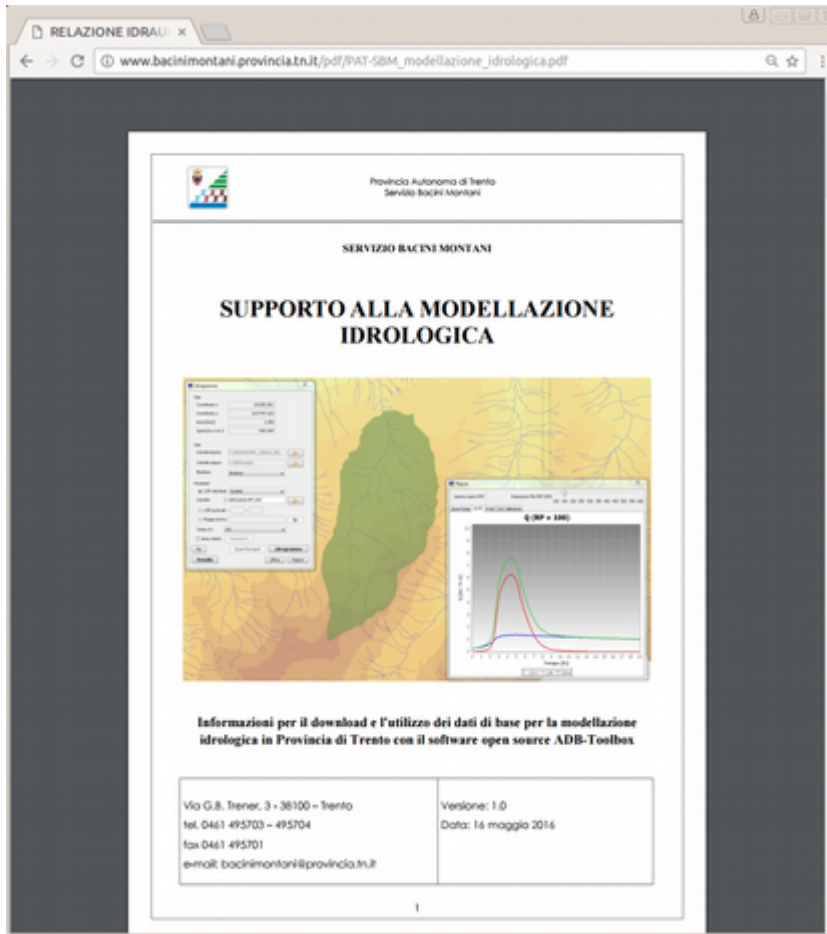 RELAZIONE IDRAU
www.bacinimontani.provincia.tn.it/pdf/PAT-SBM_modellazione_idrologica.pdf
Provincia Autonoma di Trento
Servizio Bacini Montani
SERVIZIO BACINI MONTANI
SUPPORTO ALLA MODELLAZIONE
IDROLOGICA
Q (RP = 100)
Informazioni per il download e l'utilizzo dei dati di base per la modellazione
idrologica in Provincia di Trento con il software open source ADB-Toolbox
Via G.B. Trener, 3 - 38100 – Trento
tel. 0461 495703 – 495704
fax 0461 495701
e-mail: bacinimontani@provincia.tn.it
Versione: 1.0
Data: 16 maggio 2016
1